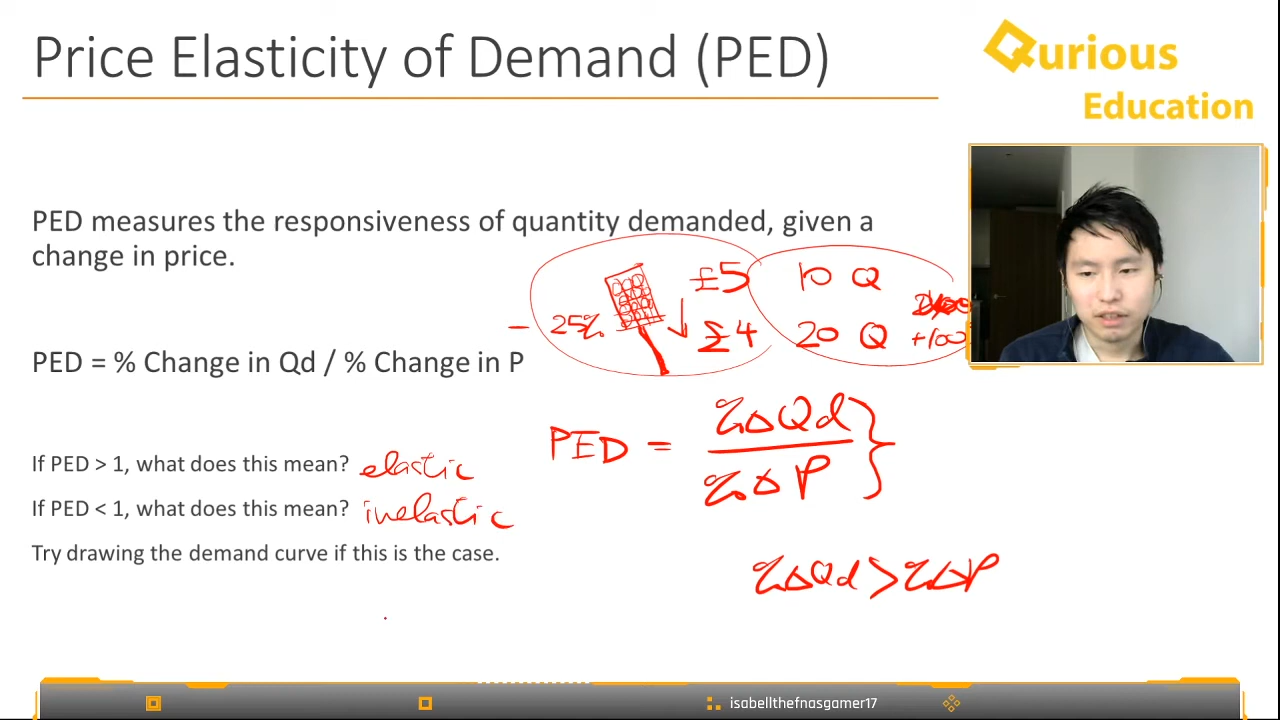 Price Elasticity of Demand (PED)
Qurious
Education
PED measures the responsiveness of quantity demanded, given a
change in price.
£5 10 Q
- 25% £4 20 Q +100%
PED = % Change in Qd / % Change in P
PED = %ΔQd
%ΔP
If PED > 1, what does this mean? elastic
If PED < 1, what does this mean? inelastic
Try drawing the demand curve if this is the case.
%ΔQd > %ΔP
isabellthefnasgamer17